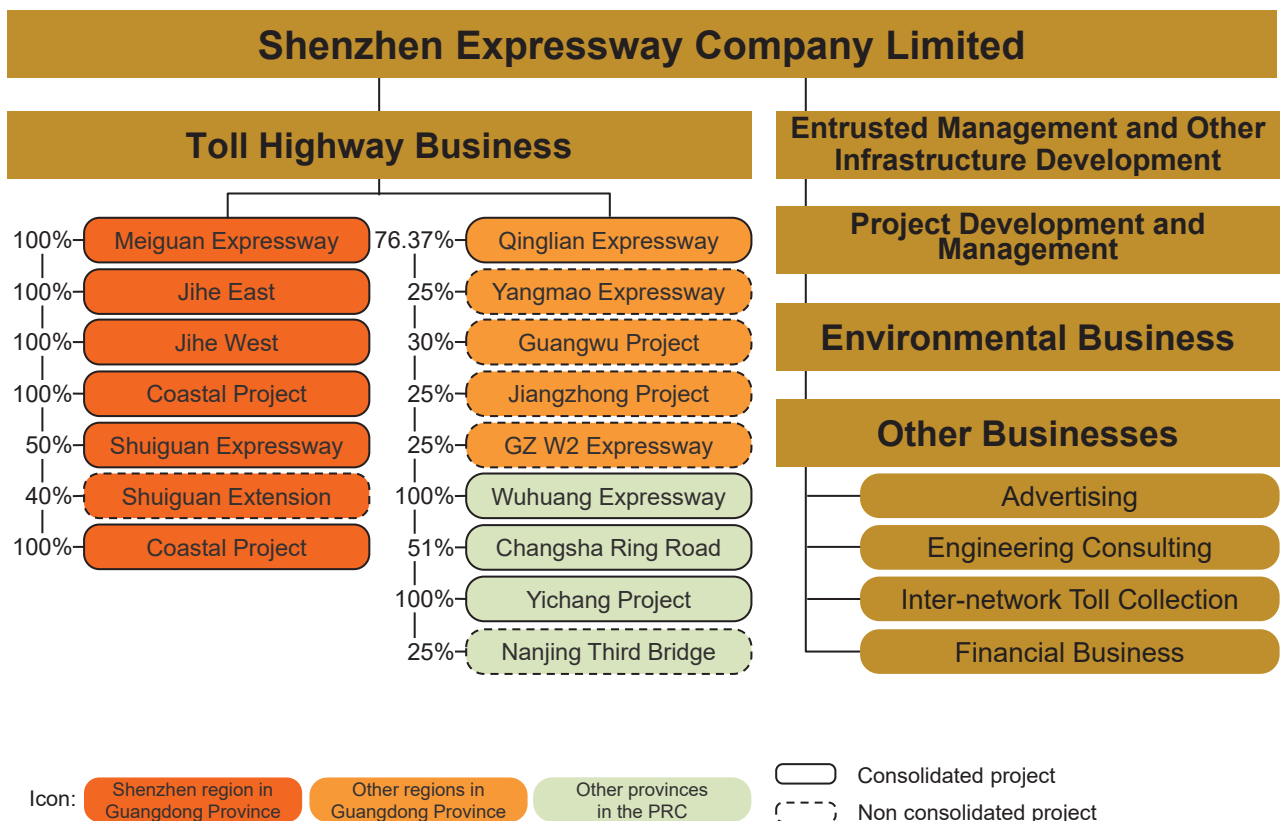 Shenzhen Expressway Company Limited
Toll Highway Business
Entrusted Management and Other
Infrastructure Development
Project Development and
Management
Environmental Business
Other Businesses
Advertising
Engineering Consulting
Inter-network Toll Collection
Financial Business
100% Meiguan Expressway
100% Jihe East
100% Jihe West
100% Coastal Project
50% Shuiguan Expressway
40% Shuiguan Extension
100% Coastal Project
76.37% Qinglian Expressway
25% Yangmao Expressway
30% Guangwu Project
25% Jiangzhong Project
25% GZ W2 Expressway
100% Wuhuang Expressway
51% Changsha Ring Road
100% Yichang Project
25% Nanjing Third Bridge
Icon:
Shenzhen region in
Guangdong Province
Other regions in
Guangdong Province
Other provinces
in the PRC
Consolidated project
Non consolidated project